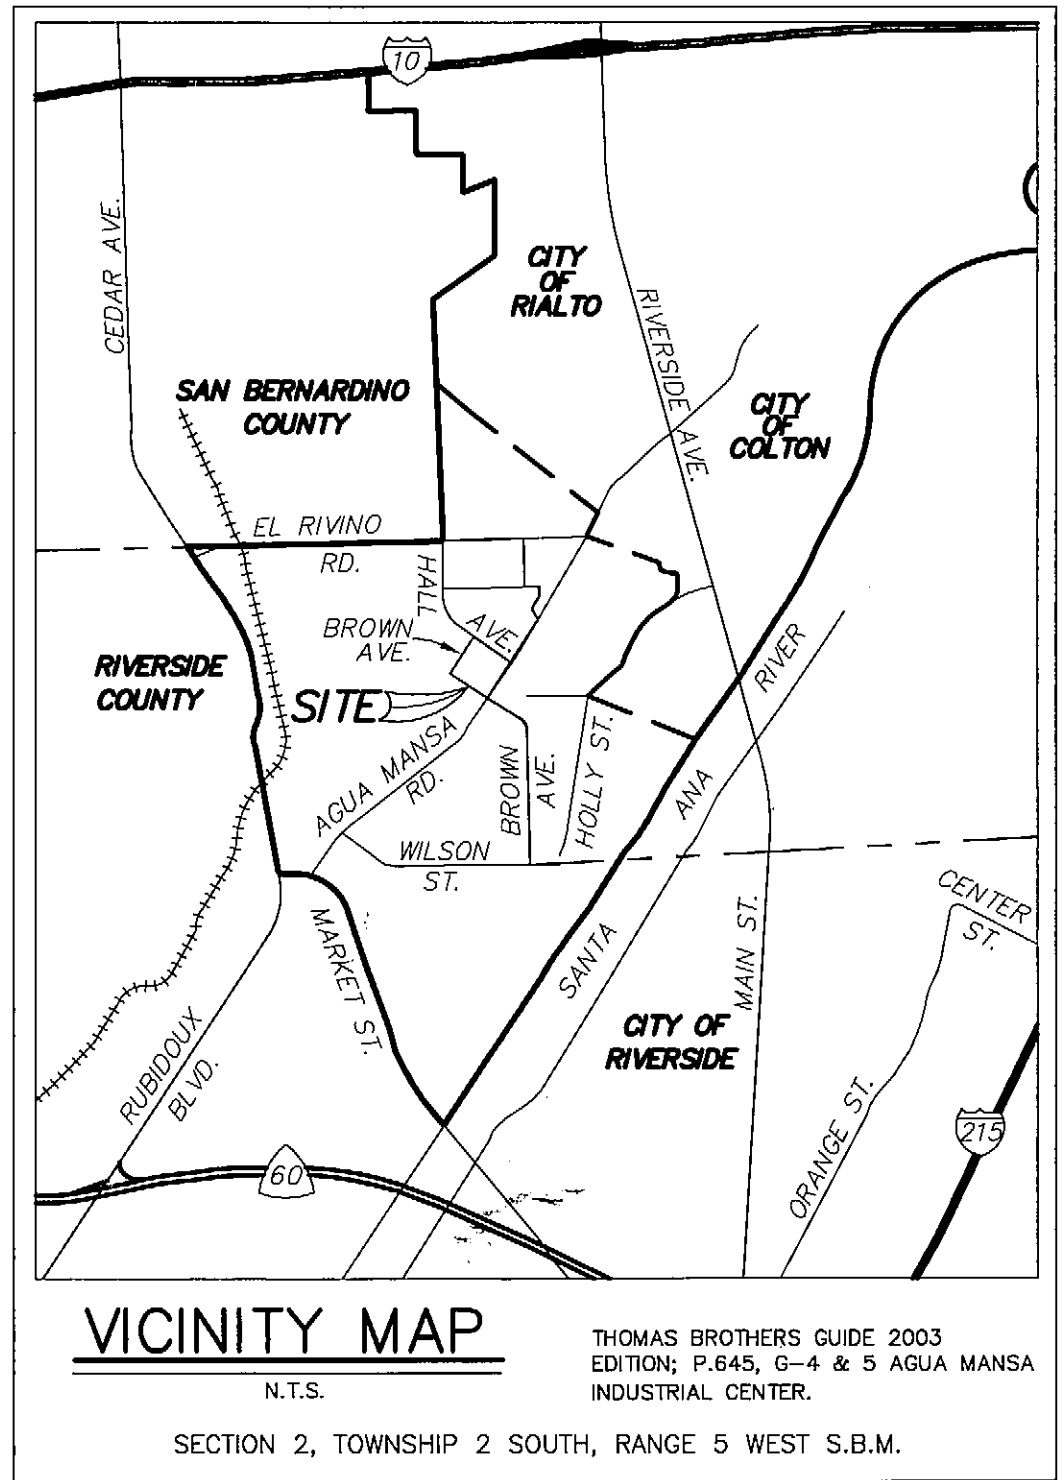 10
CEDAR AVE.
CITY
OF
RIALTO
RIVERSIDE AVE.
SAN BERNARDINO
COUNTY
CITY
OF
COLTON
EL RIVINO
RD.
HALL
AVE.
BROWN
AVE.
RIVERSIDE
COUNTY
SITE
AGUA MANSA
RD.
BROWN
AVE.
HOLLY ST.
SANTA
ANA
RIVER
WILSON
ST.
MARKET ST.
MAIN ST.
CENTER
ST.
CITY OF
RIVERSIDE
RUBIDOUX
BLVD.
ORANGE ST.
215
60
VICINITY MAP
N.T.S.
THOMAS BROTHERS GUIDE 2003
EDITION; P.645, G-4 & 5 AGUA MANSA
INDUSTRIAL CENTER.
SECTION 2, TOWNSHIP 2 SOUTH, RANGE 5 WEST S.B.M.